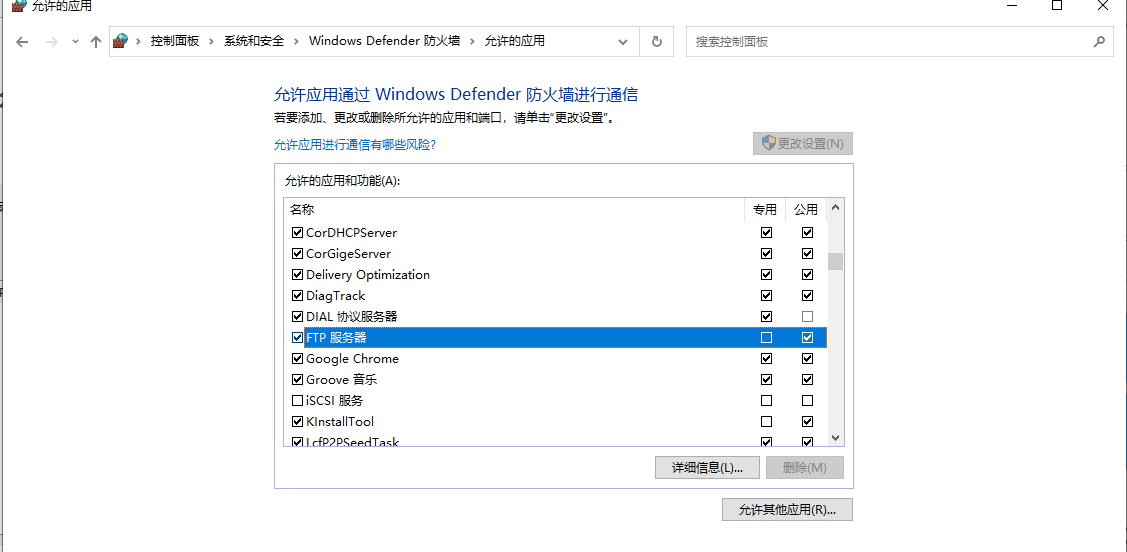 允许的应用
控制面板 系统和安全 Windows Defender 防火墙 允许的应用
搜索控制面板
允许应用通过 Windows Defender 防火墙进行通信
若要添加、更改或删除所允许的应用和端口，请单击"更改设置"。
允许应用进行通信有哪些风险?
更改设置(N)
允许的应用和功能(A):
名称 专用 公用
CorDHCPServer
CorGigeServer
Delivery Optimization
DiagTrack
DIAL 协议服务器
FTP 服务器
Google Chrome
Groove 音乐
iSCSI 服务
KInstallTool
LcfP2PSeedTask
详细信息(L)... 删除(M)
允许其他应用(R)...